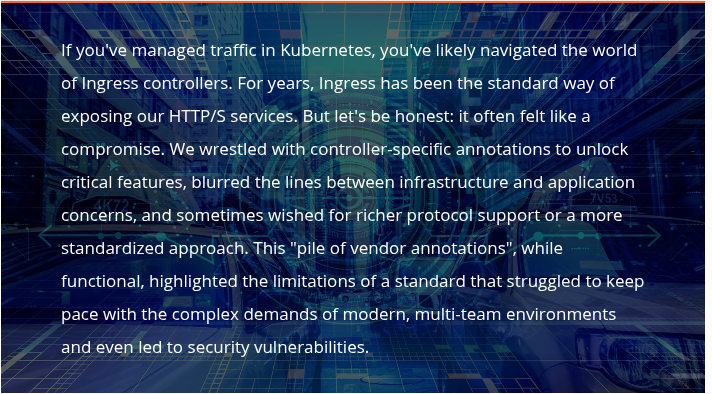 If you've managed traffic in Kubernetes, you've likely navigated the world
of Ingress controllers. For years, Ingress has been the standard way of
exposing our HTTP/S services. But let's be honest: it often felt like a
compromise. We wrestled with controller-specific annotations to unlock
critical features, blurred the lines between infrastructure and application
concerns, and sometimes wished for richer protocol support or a more
standardized approach. This "pile of vendor annotations", while
functional, highlighted the limitations of a standard that struggled to keep
pace with the complex demands of modern, multi-team environments
and even led to security vulnerabilities.